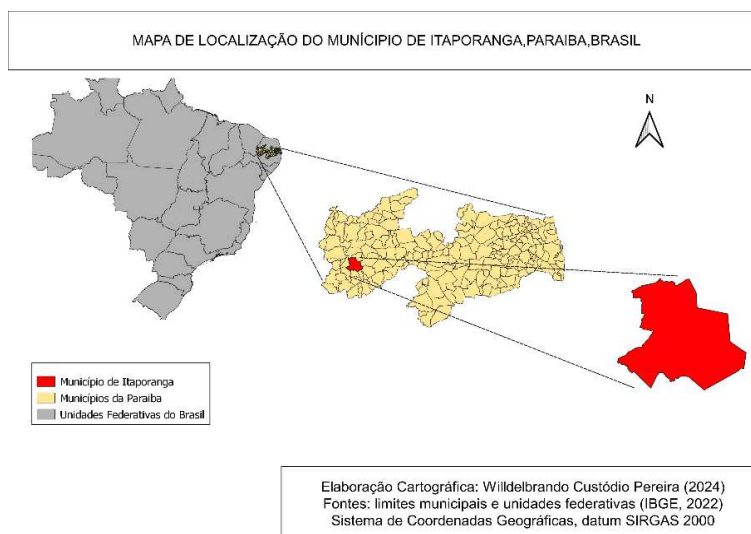 MAPA DE LOCALIZAÇÃO DO MUNÍCIPIO DE ITAPORANGA,PARAIBA,BRASIL
N
Município de Itaporanga
Municípios da Paraiba
Unidades Federativas do Brasil
Elaboração Cartográfica: Willdelbrando Custódio Pereira (2024)
Fontes: limites municipais e unidades federativas (IBGE, 2022)
Sistema de Coordenadas Geográficas, datum SIRGAS 2000